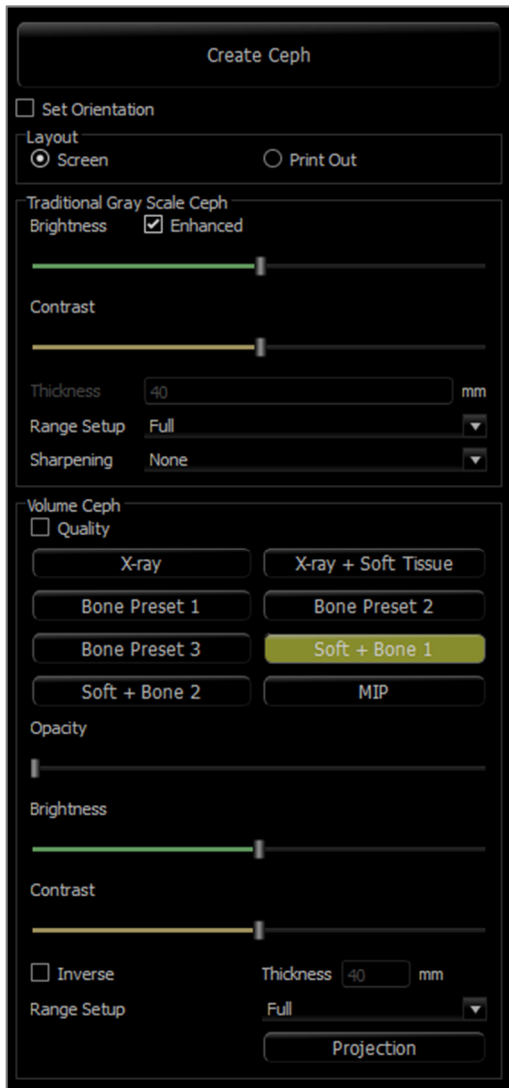 Create Ceph
Set Orientation
Layout
Screen Print Out
Traditional Gray Scale Ceph
Brightness Enhanced
Contrast
Thickness 40 mm
Range Setup Full
Sharpening None
Volume Ceph
Quality
X-ray X-ray + Soft Tissue
Bone Preset 1 Bone Preset 2
Bone Preset 3 Soft + Bone 1
Soft + Bone 2 MIP
Opacity
Brightness
Contrast
Inverse Thickness 40 mm
Range Setup Full
Projection